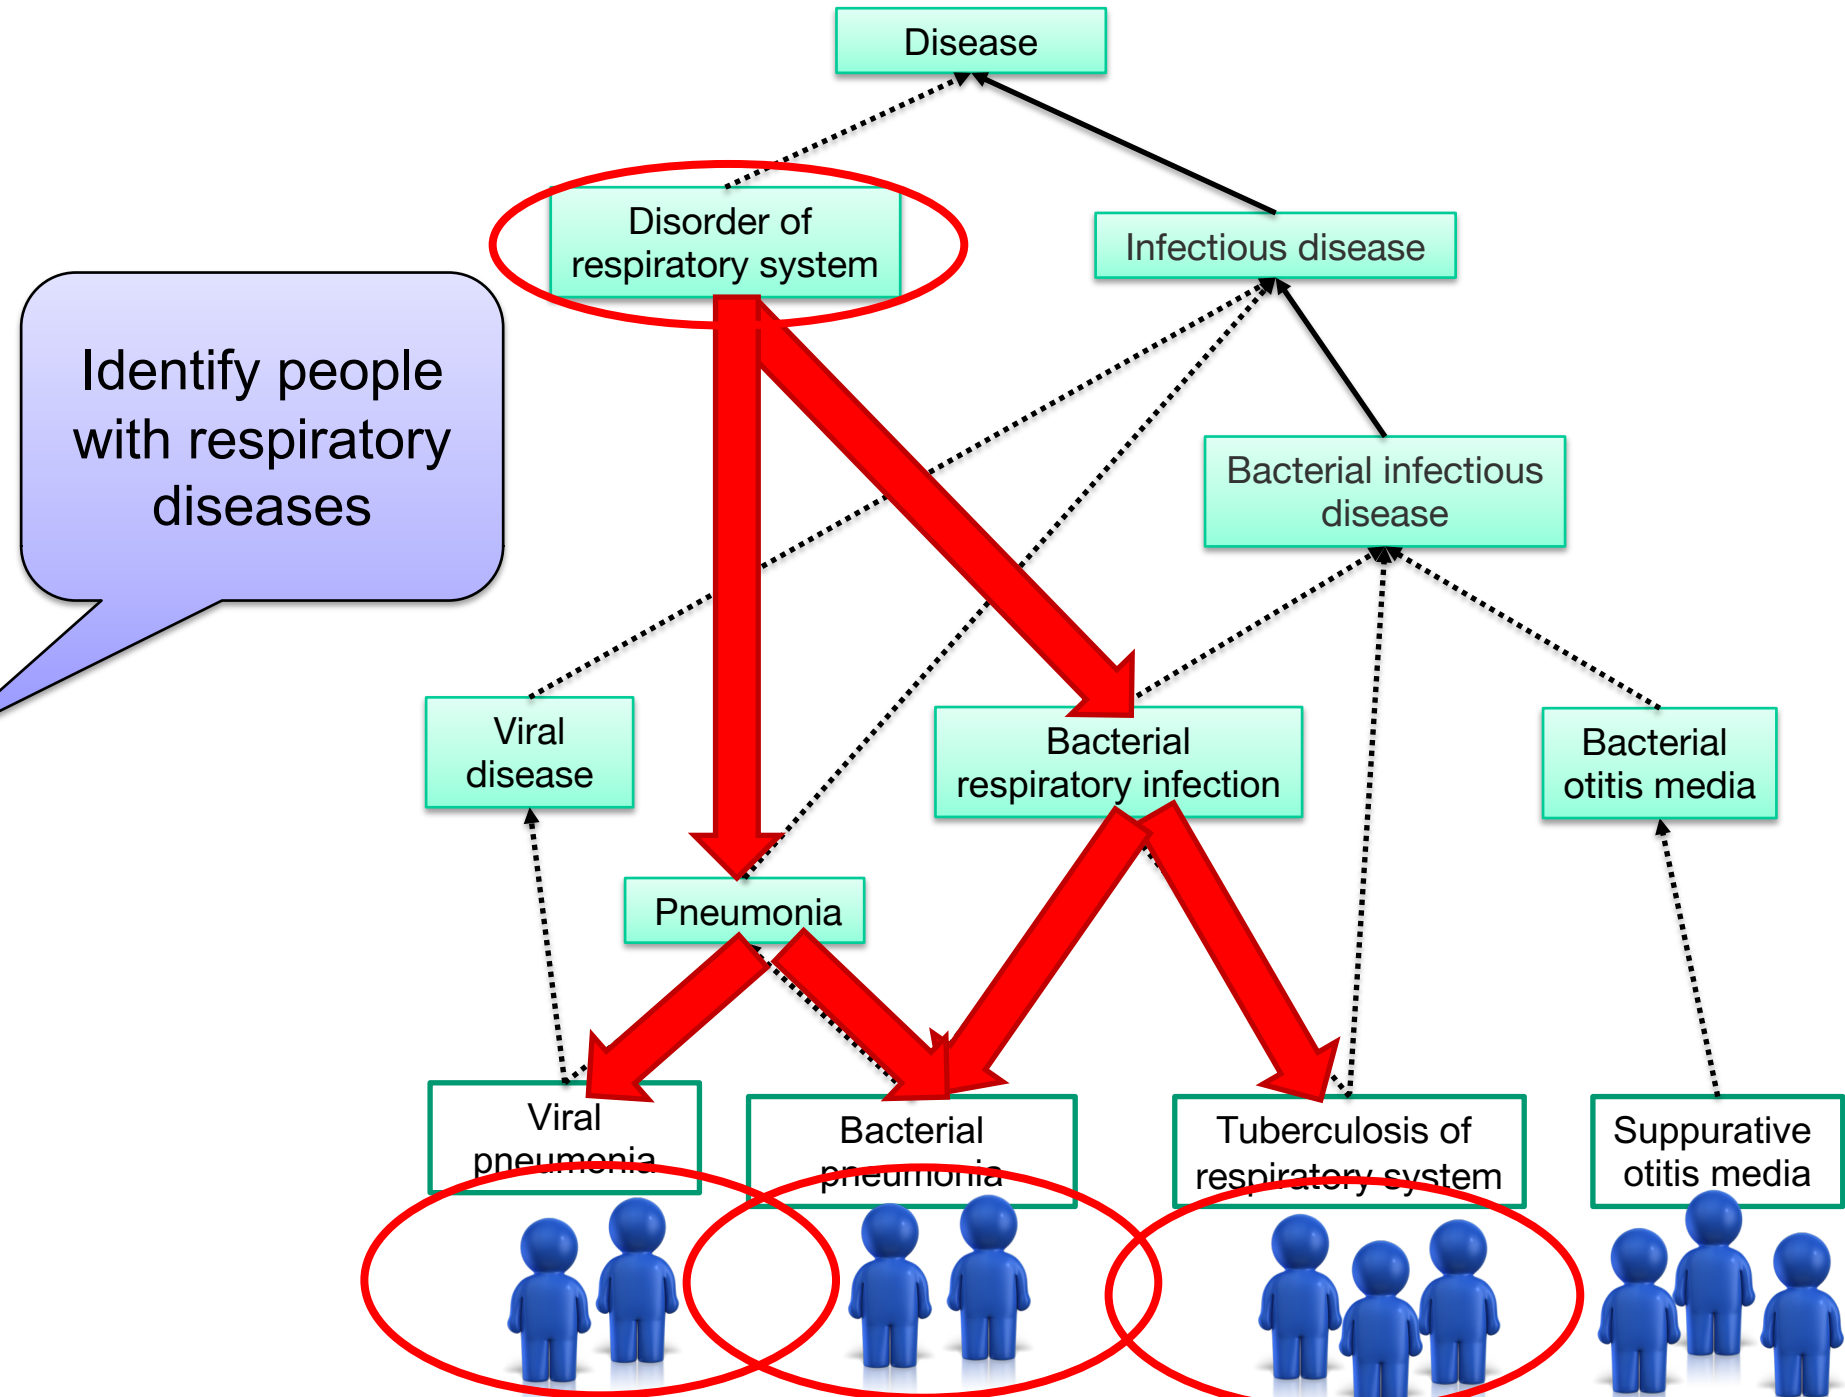 Disease
Disorder of
respiratory system
Infectious disease
Identify people
with respiratory
diseases
Bacterial infectious
disease
Viral
disease
Bacterial
respiratory infection
Bacterial
otitis media
Pneumonia
Viral
pneumonia
Bacterial
pneumonia
Tuberculosis of
respiratory system
Suppurative
otitis media